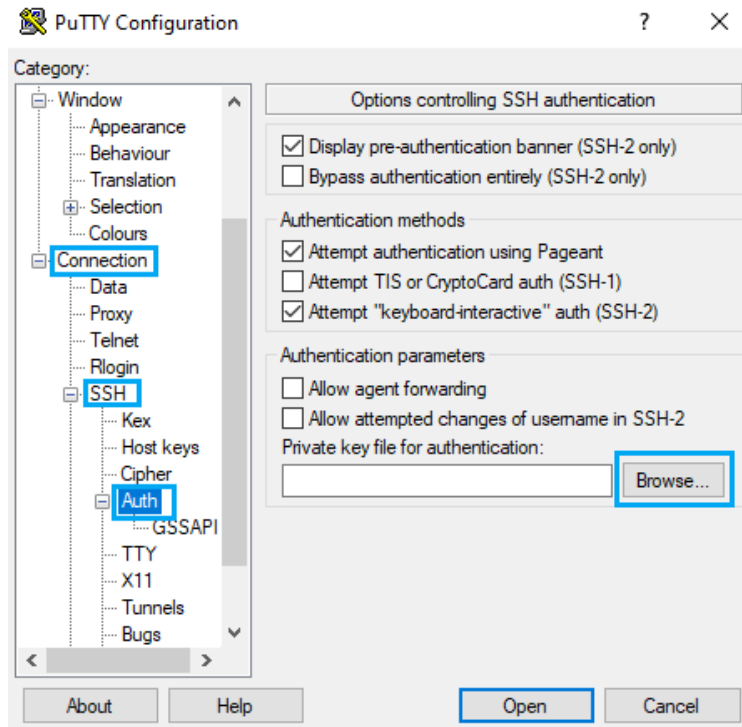 PuTTY Configuration
?
Category:
Window
Appearance
Behaviour
Translation
Selection
Colours
Connection
Data
Proxy
Telnet
Rlogin
SSH
Kex
Host keys
Cipher
Auth
GSSAPI
TTY
X11
Tunnels
Bugs
Options controlling SSH authentication
Display pre-authentication banner (SSH-2 only)
Bypass authentication entirely (SSH-2 only)
Authentication methods
Attempt authentication using Pageant
Attempt TIS or CryptoCard auth (SSH-1)
Attempt "keyboard-interactive" auth (SSH-2)
Authentication parameters
Allow agent forwarding
Allow attempted changes of username in SSH-2
Private key file for authentication:
Browse...
About
Help
Open
Cancel